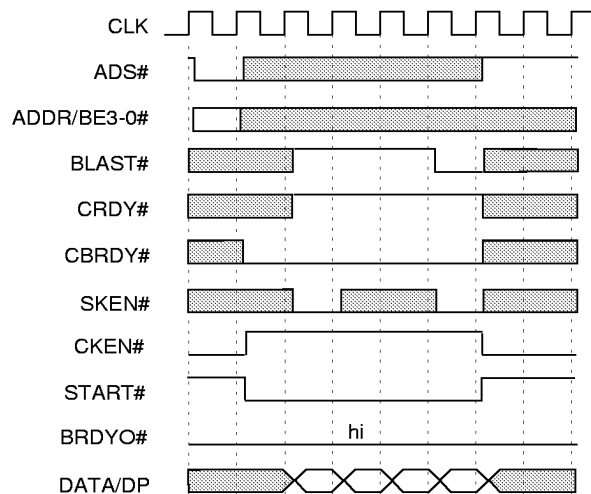 CLK
ADS#
ADDR/BE3-0#
BLAST#
CRDY#
CBRDY#
SKEN#
CKEN#
START#
BRDYO#
hi
DATA/DP